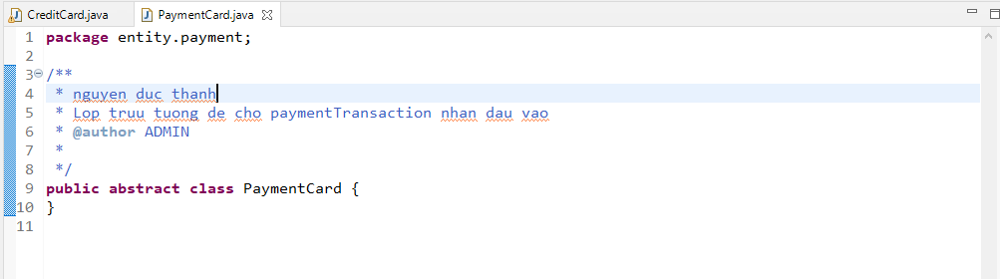 CreditCard.java PaymentCard.java
1 package entity.payment;
2
3 /**
4 * nguyen duc thanh
5 * Lop truu tuong de cho paymentTransaction nhan dau vao
6 * @author ADMIN
7 *
8 */
9 public abstract class PaymentCard {
10 }
11